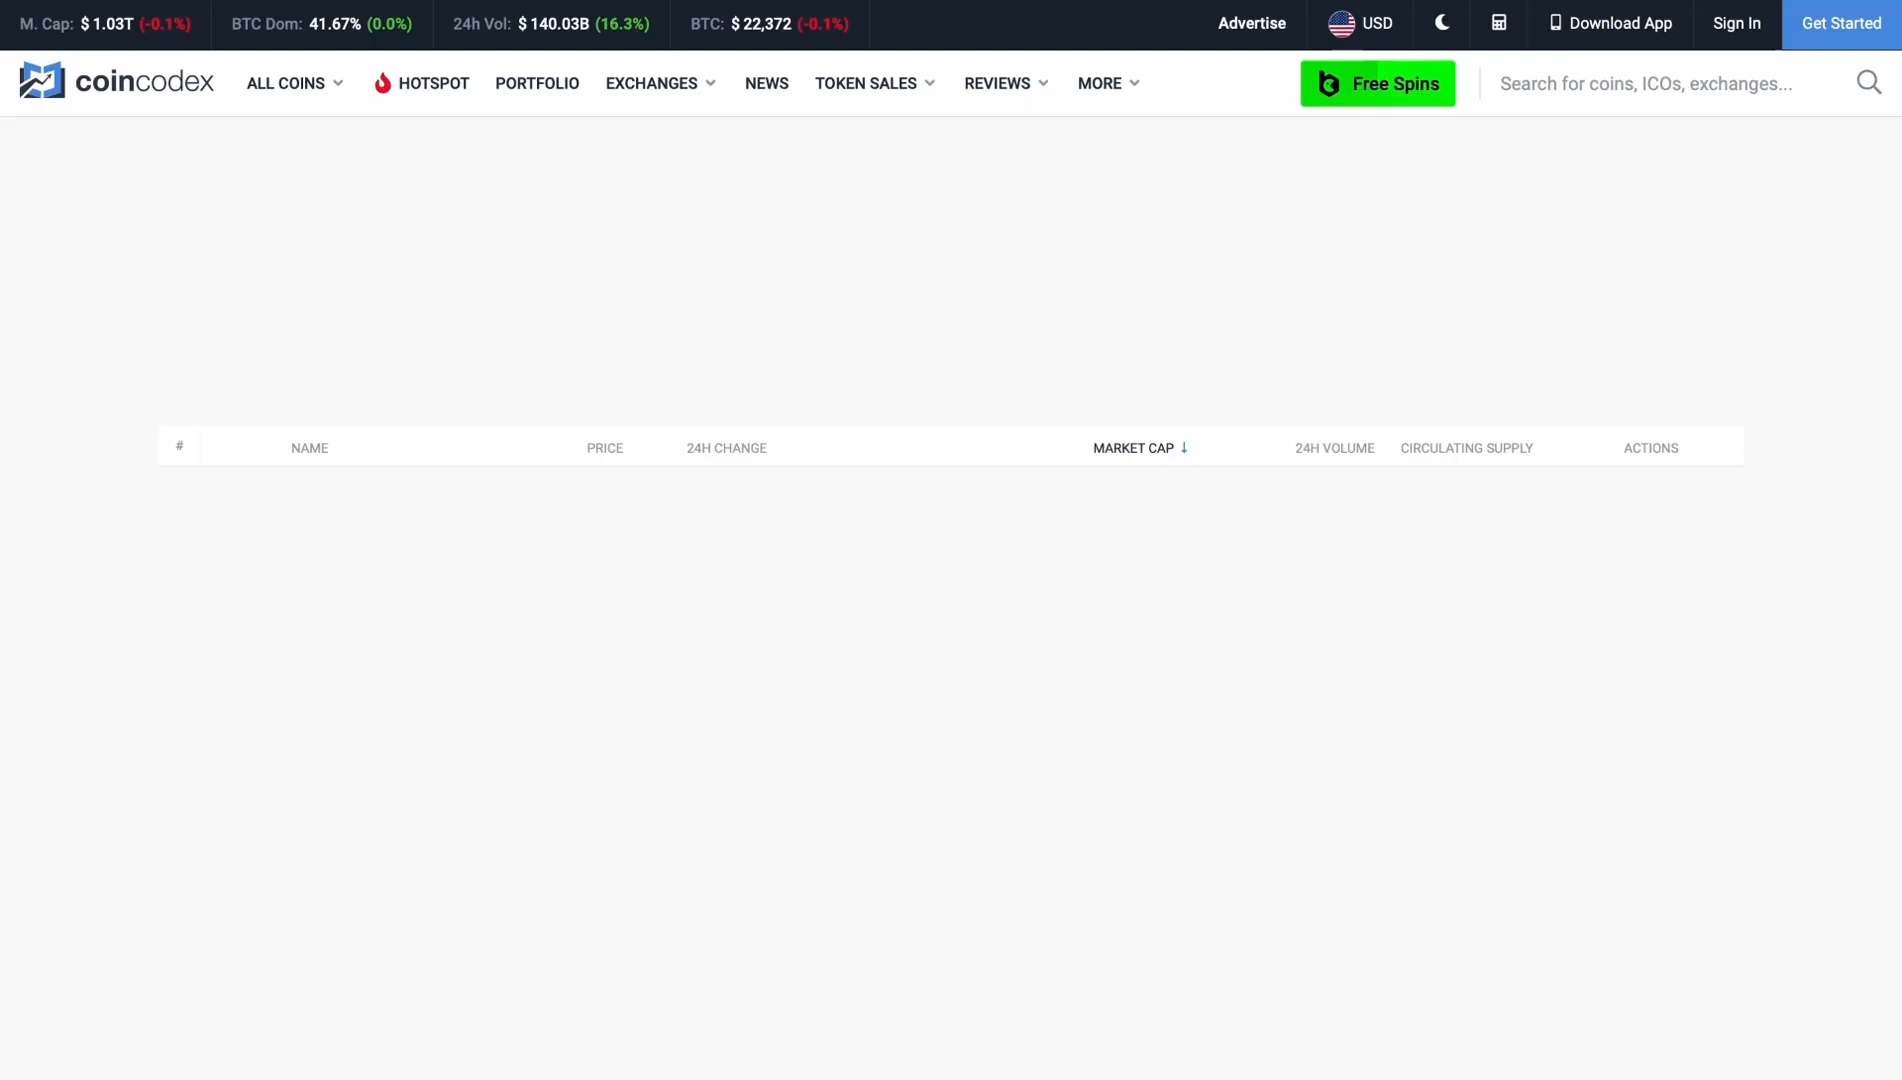 M. Cap: $ 1.03T (-0.1%) BTC Dom: 41.67% (0.0%) 24h Vol: $ 140.03B (16.3%) BTC: $ 22,372 (-0.1%) Advertise USD Download App Sign In Get Started
coincodex ALL COINS HOTSPOT PORTFOLIO EXCHANGES NEWS TOKEN SALES REVIEWS MORE Free Spins Search for coins, ICOs, exchanges...
# NAME PRICE 24H CHANGE MARKET CAP ↓ 24H VOLUME CIRCULATING SUPPLY ACTIONS